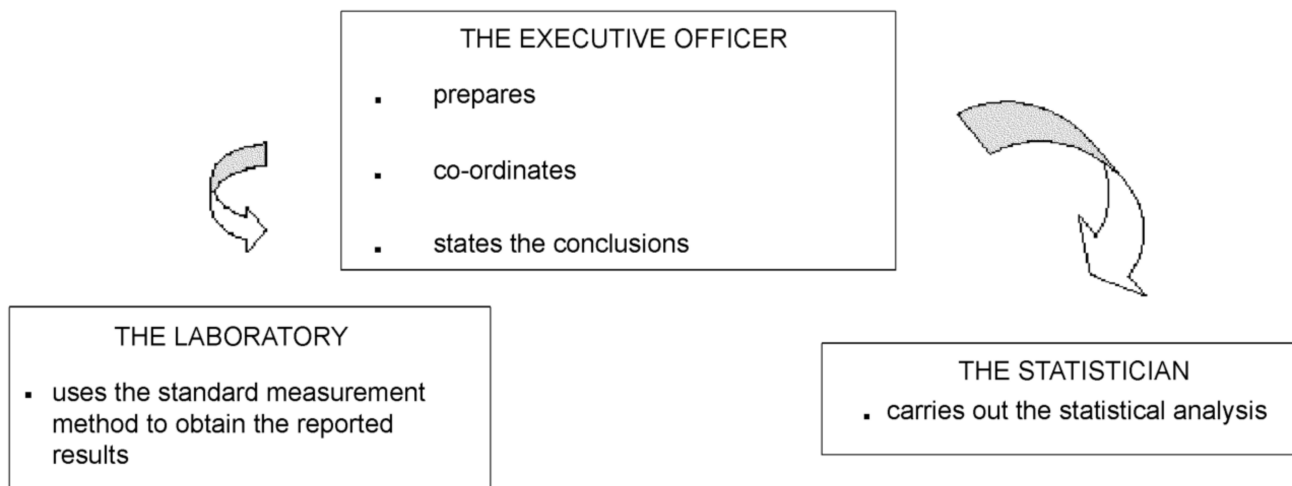 THE EXECUTIVE OFFICER
▪ prepares
▪ co-ordinates
▪ states the conclusions
THE LABORATORY
▪ uses the standard measurement
method to obtain the reported
results
THE STATISTICIAN
▪ carries out the statistical analysis